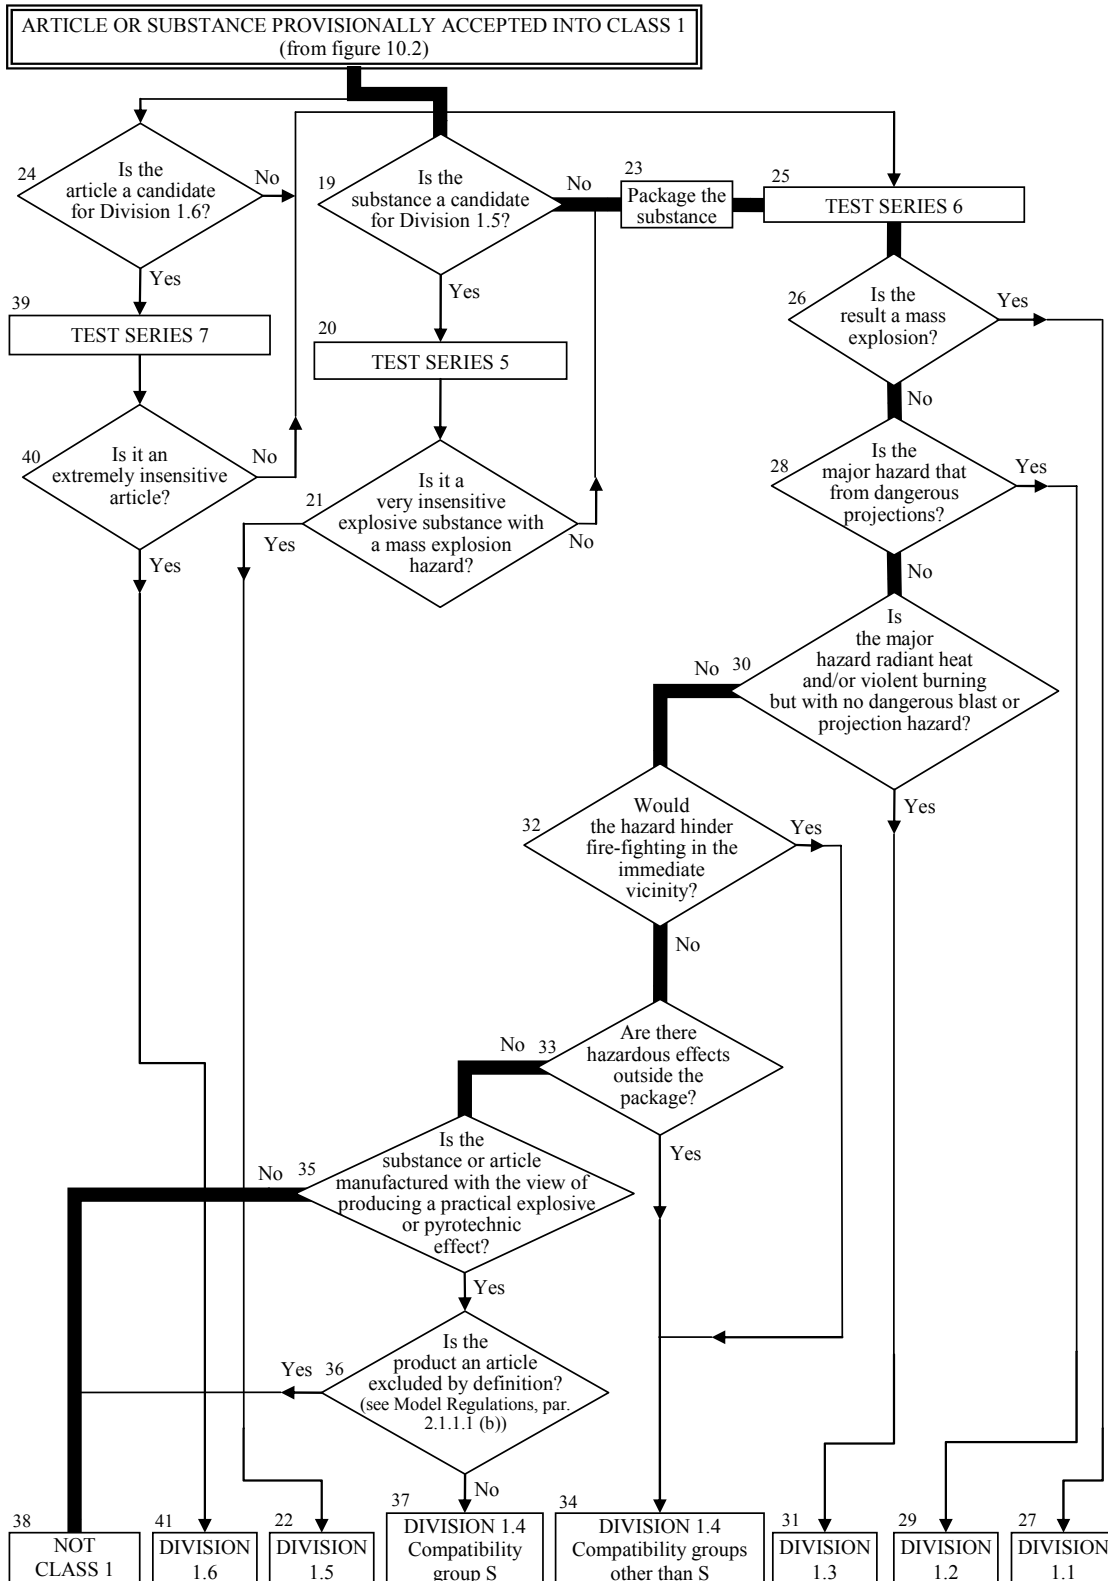 ARTICLE OR SUBSTANCE PROVISIONALLY ACCEPTED INTO CLASS 1
(from figure 10.2)
24
Is the
article a candidate
for Division 1.6?
No
Yes
19
Is the
substance a candidate
for Division 1.5?
No
Yes
23
Package the
substance
25
TEST SERIES 6
39
TEST SERIES 7
20
TEST SERIES 5
26
Is the
result a mass
explosion?
Yes
No
40
Is it an
extremely insensitive
article?
No
Yes
21
Is it a
very insensitive
explosive substance with
a mass explosion
hazard?
Yes
No
28
Is the
major hazard that
from dangerous
projections?
Yes
No
30
Is
the major
hazard radiant heat
and/or violent burning
but with no dangerous blast or
projection hazard?
No
Yes
32
Would
the hazard hinder
fire-fighting in the
immediate
vicinity?
Yes
No
33
Are there
hazardous effects
outside the
package?
No
Yes
35
Is the
substance or article
manufactured with the view of
producing a practical explosive
or pyrotechnic
effect?
No
Yes
36
Is the
product an article
excluded by definition?
(see Model Regulations, par.
2.1.1.1 (b))
Yes
No
38
NOT
CLASS 1
41
DIVISION
1.6
22
DIVISION
1.5
37
DIVISION 1.4
Compatibility
group S
34
DIVISION 1.4
Compatibility groups
other than S
31
DIVISION
1.3
29
DIVISION
1.2
27
DIVISION
1.1